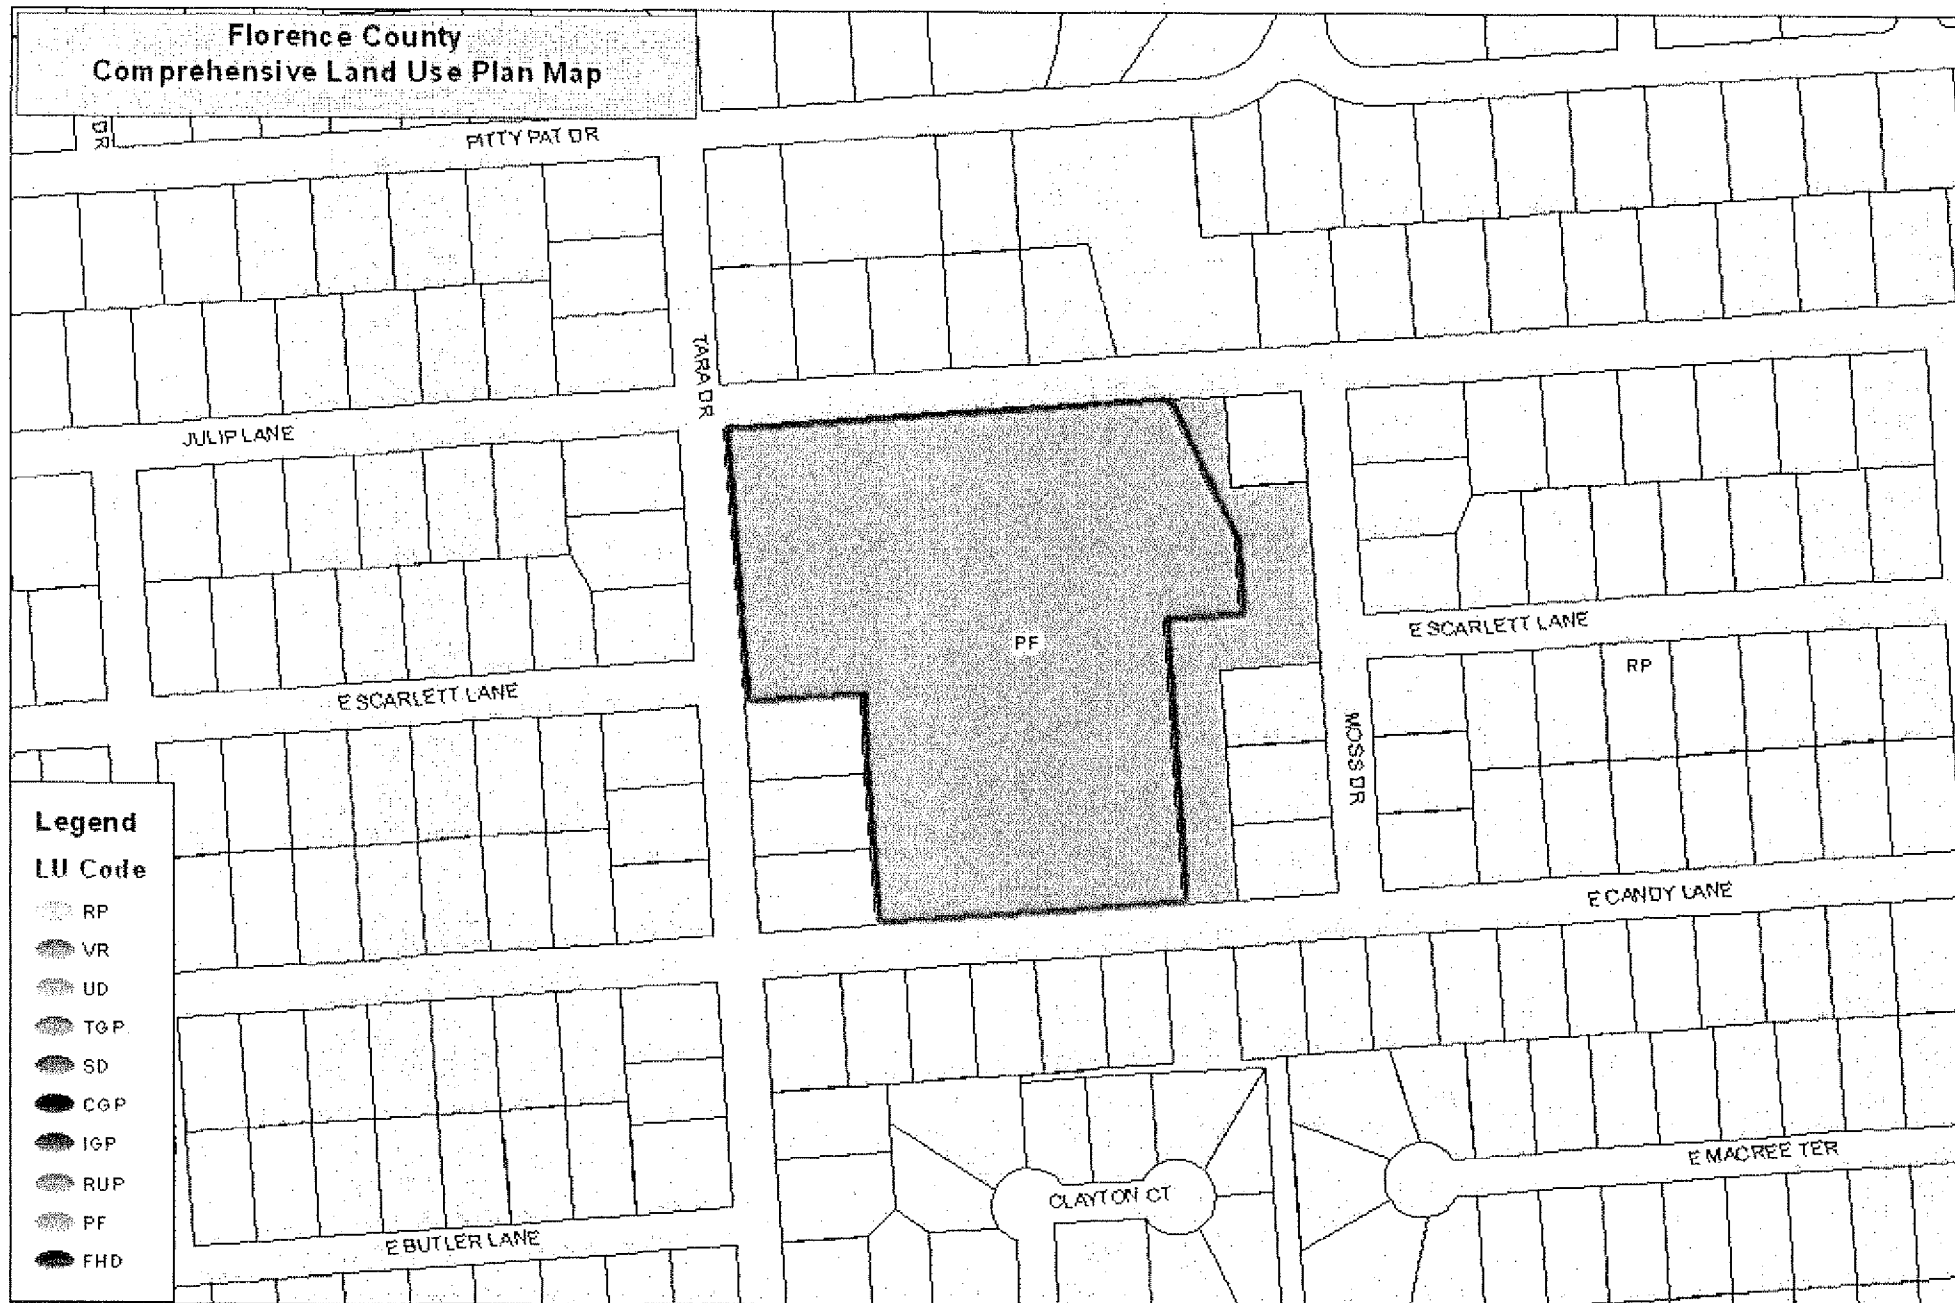 Florence County
Comprehensive Land Use Plan Map
DR
PITTY PAT DR
TARA DR
JULIP LANE
PF
E SCARLETT LANE
RP
E SCARLETT LANE
MOSS DR
Legend
LU Code
RP
VR
UD
TGP
SD
CGP
IGP
RUP
PF
FHD
E CANDY LANE
E MACREE TER
CLAYTON CT
E BUTLER LANE